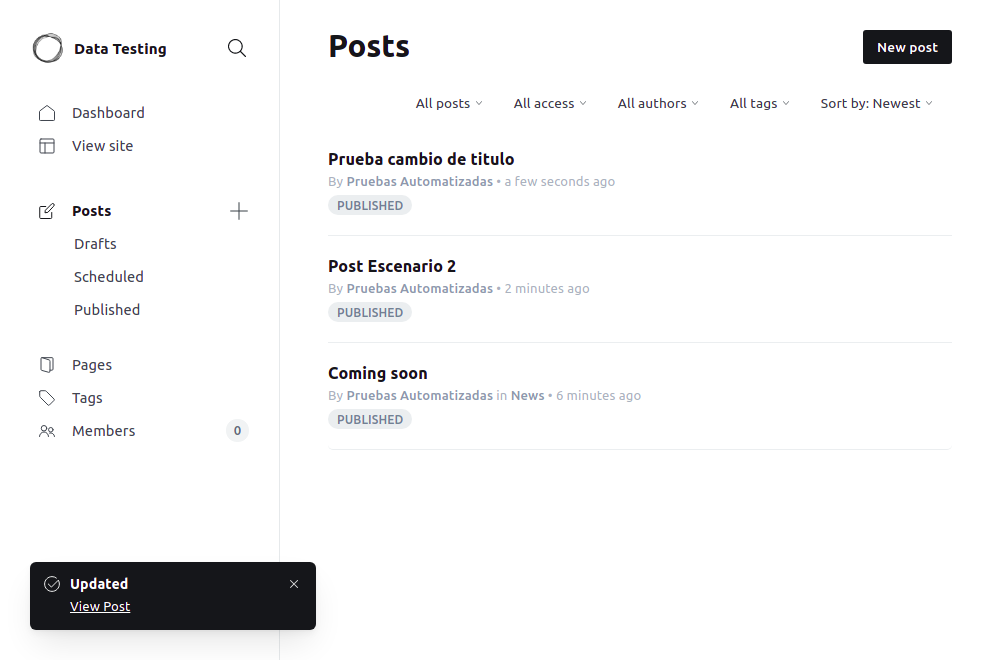 Data Testing
Dashboard
View site
Posts
Drafts
Scheduled
Published
Pages
Tags
Members 0
Posts
New post
All posts All access All authors All tags Sort by: Newest
Prueba cambio de titulo
By Pruebas Automatizadas • a few seconds ago
PUBLISHED
Post Escenario 2
By Pruebas Automatizadas • 2 minutes ago
PUBLISHED
Coming soon
By Pruebas Automatizadas in News • 6 minutes ago
PUBLISHED
Updated
View Post